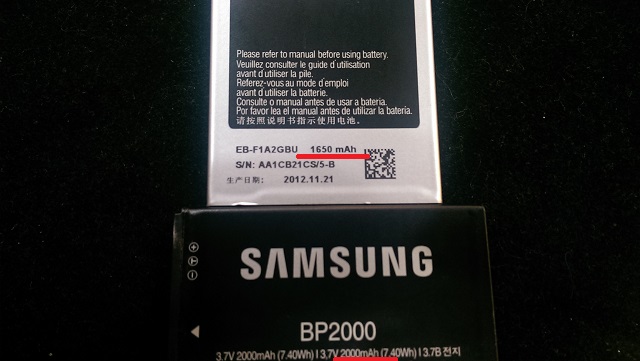 Please refer to manual before using battery.
Veuillez consulter le guide d'utilisation
avant d'utiliser la pile.
Referez-vous au mode d'emploi
avant d'utiliser la batterie.
Consulte o manual antes de usar a bateria.
Por favor lea el manual antes de utilizar la batería.
请按照说明书指示使用电池。
EB-F1A2GBU 1650 mAh
S/N: AA1CB21CS/5-B
生产日期: 2012.11.21
SAMSUNG
BP2000
3.7V 2000mAh (7.40Wh) I 3,7V 2000mAh (7,40Wh) I 3.7B 전지